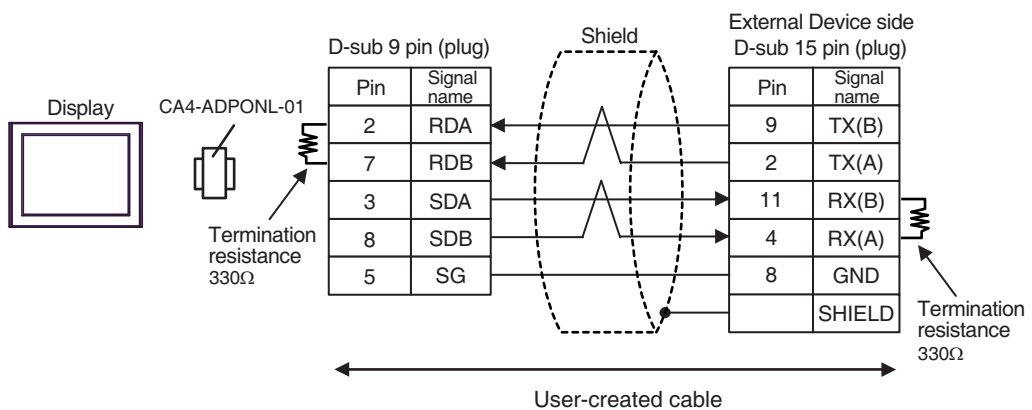 External Device side
D-sub 9 pin (plug)
Shield
D-sub 15 pin (plug)
Display
CA4-ADPONL-01
Pin Signal name
2 RDA
7 RDB
3 SDA
8 SDB
5 SG
Pin Signal name
9 TX(B)
2 TX(A)
11 RX(B)
4 RX(A)
8 GND
SHIELD
Termination
resistance
330Ω
Termination
resistance
330Ω
User-created cable